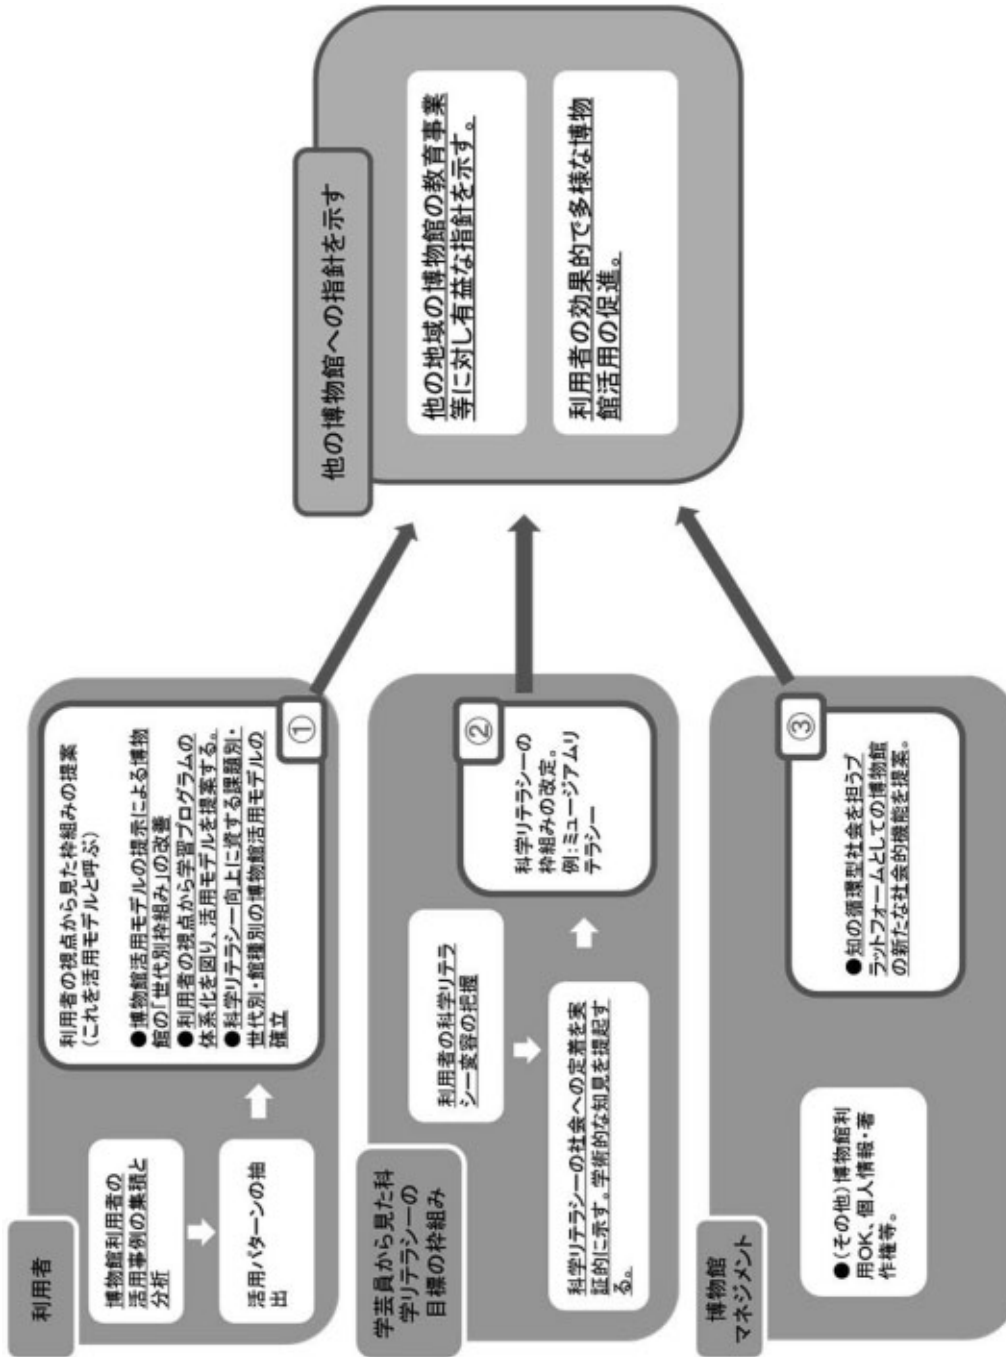 利用者
博物館利用者の
活用事例の集積と
分析
活用パターンの抽
出
利用者の視点から見た枠組みの提案
(これを活用モデルと呼ぶ)
●博物館活用モデルの提示による博物
館の「世代別枠組み」の改善
●利用者の視点から学習プログラムの
体系化を図り、活用モデルを提案する。
●科学リテラシー向上に資する課題別・
世代別・館種別の博物館活用モデルの
確立
①
学芸員から見た科
学リテラシーの
目標の枠組み
利用者の科学リテラ
シー変容の把握
科学リテラシーの社会への定着を実
証的に示す。学術的な知見を提起す
る。
科学リテラシーの
枠組みの改定。
例:ミュージアムリ
テラシー
②
博物館
マネジメント
●(その他)博物館利
用OK、個人情報・著
作権等。
●知の循環型社会を担うプ
ラットフォームとしての博物館
の新たな社会的機能を提案。
③
他の博物館への指針を示す
他の地域の博物館の教育事業
等に対し有益な指針を示す。
利用者の効果的で多様な博物
館活用の促進。